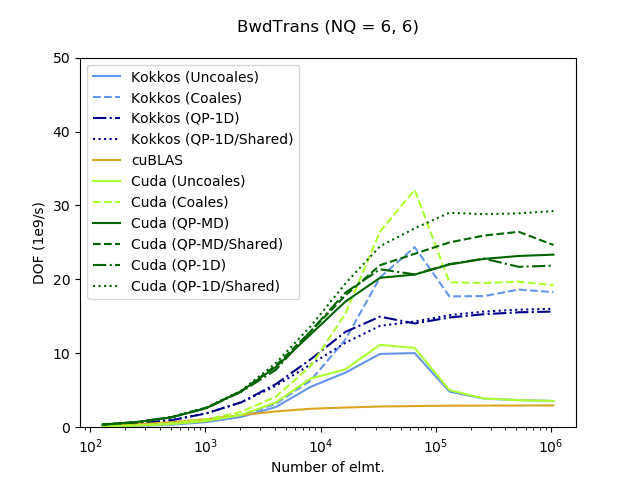 BwdTrans (NQ = 6, 6)
50
40
30
20
10
0
DOF (1e9/s)
Kokkos (Uncoales)
Kokkos (Coales)
Kokkos (QP-1D)
Kokkos (QP-1D/Shared)
cuBLAS
Cuda (Uncoales)
Cuda (Coales)
Cuda (QP-MD)
Cuda (QP-MD/Shared)
Cuda (QP-1D)
Cuda (QP-1D/Shared)
10² 10³ 10⁴ 10⁵ 10⁶
Number of elmt.